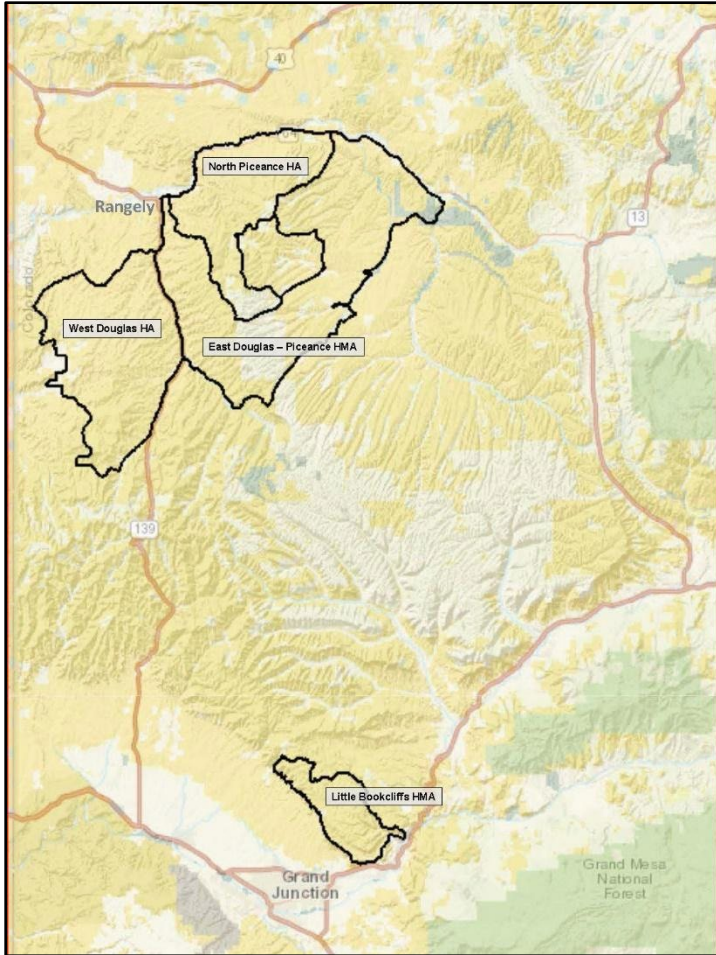 40
North Piceance HA
Rangely
13
Colorado
West Douglas HA
East Douglas – Piceance HMA
139
Little Bookcliffs HMA
Grand
Junction
Grand Mesa
National
Forest